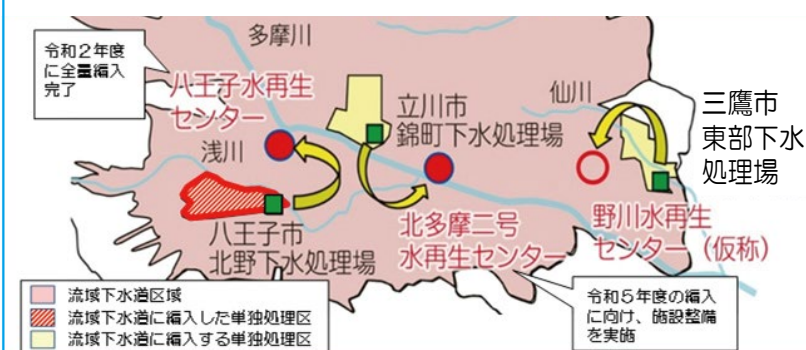 多摩川
令和２年度
に全量編入
完了
八王子水再生
センター
浅川
立川市
錦町下水処理場
仙川
三鷹市
東部下水
処理場
八王子市
北野下水処理場
北多摩二号
水再生センター
野川水再生
センター（仮称）
流域下水道区域
流域下水道に編入した単独処理区
流域下水道に編入する単独処理区
令和５年度の編入
に向け、施設整備
を実施